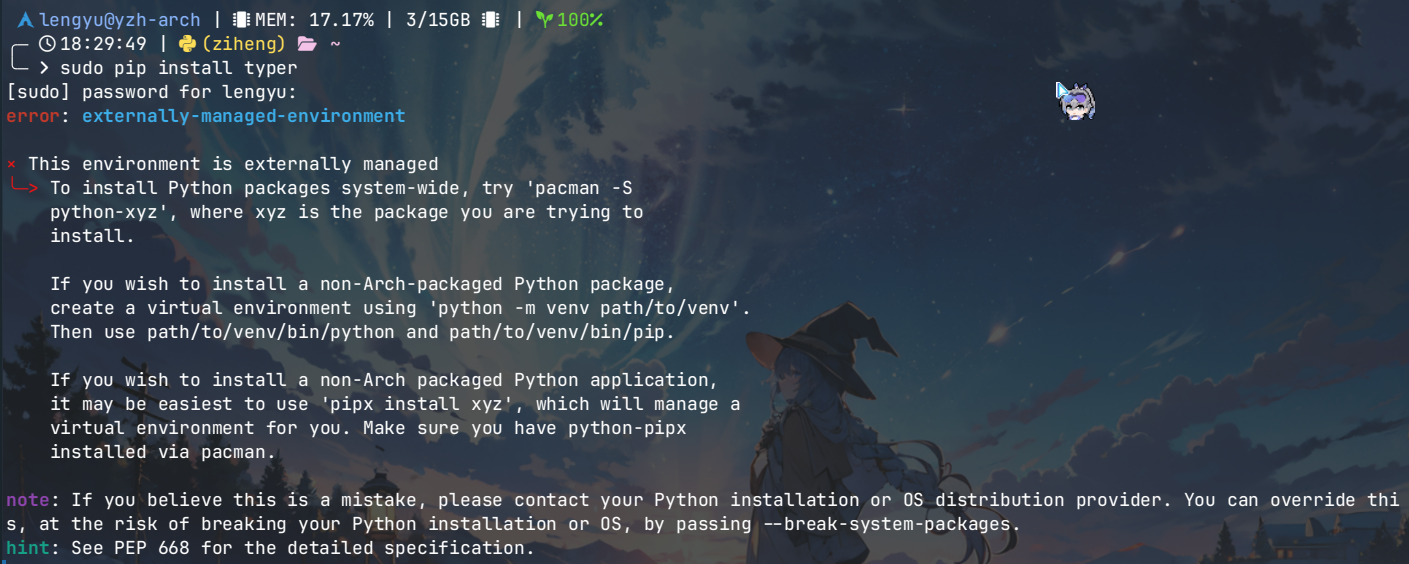 lengyu@yzh-arch | MEM: 17.17% | 3/15GB | 100%
18:29:49 | (ziheng) ~
> sudo pip install typer
[sudo] password for lengyu:
error: externally-managed-environment
× This environment is externally managed
╰─> To install Python packages system-wide, try 'pacman -S
python-xyz', where xyz is the package you are trying to
install.
If you wish to install a non-Arch-packaged Python package,
create a virtual environment using 'python -m venv path/to/venv'.
Then use path/to/venv/bin/python and path/to/venv/bin/pip.
If you wish to install a non-Arch packaged Python application,
it may be easiest to use 'pipx install xyz', which will manage a
virtual environment for you. Make sure you have python-pipx
installed via pacman.
note: If you believe this is a mistake, please contact your Python installation or OS distribution provider. You can override thi
s, at the risk of breaking your Python installation or OS, by passing --break-system-packages.
hint: See PEP 668 for the detailed specification.